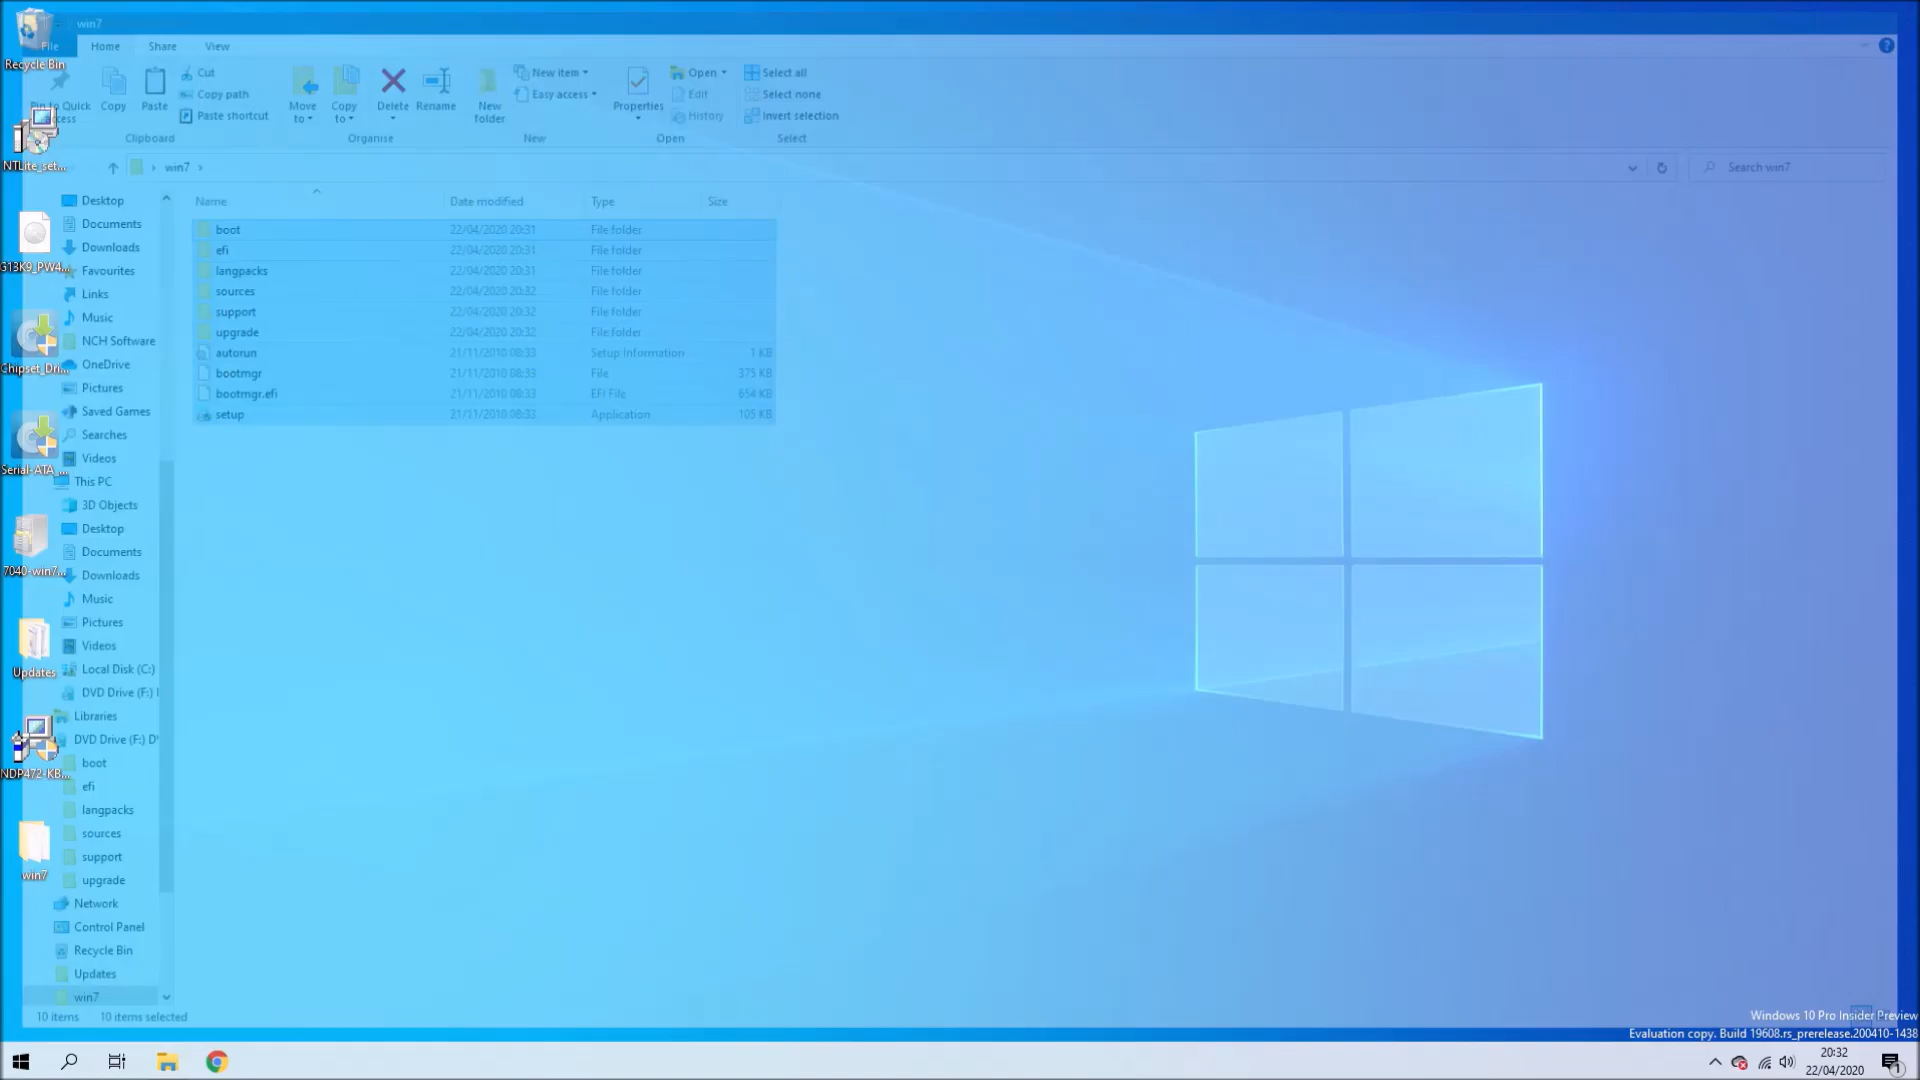 win7
File Home Share View
Recycle Bin
Pin to Quick access
Copy
Paste
Cut
Copy path
Paste shortcut
Clipboard
Move to
Copy to
Delete
Rename
Organise
New folder
New item
Easy access
New
Properties
Open
Edit
History
Open
Select all
Select none
Invert selection
Select
NTLite_set...
win7
Search win7
Name Date modified Type Size
boot 22/04/2020 20:31 File folder
efi 22/04/2020 20:31 File folder
langpacks 22/04/2020 20:31 File folder
sources 22/04/2020 20:32 File folder
support 22/04/2020 20:32 File folder
upgrade 22/04/2020 20:32 File folder
autorun 21/11/2010 08:33 Setup Information 1 KB
bootmgr 21/11/2010 08:33 File 375 KB
bootmgr.efi 21/11/2010 08:33 EFI File 654 KB
setup 21/11/2010 08:33 Application 105 KB
Desktop
Documents
Downloads
Favourites
Links
Music
NCH Software
OneDrive
Pictures
Saved Games
Searches
Videos
This PC
3D Objects
Desktop
Documents
Downloads
Music
Pictures
Videos
Local Disk (C:)
DVD Drive (F:)
Libraries
DVD Drive (F:)
boot
efi
langpacks
sources
support
upgrade
Network
Control Panel
Recycle Bin
Updates
win7
G13K9_PW4...
Chipset_Dri...
Serial-ATA_...
7040-win7...
Updates
NDP472-KB...
win7
10 items 10 items selected
Windows 10 Pro Insider Preview
Evaluation copy. Build 19608.rs_prerelease.200410-1438
20:32
22/04/2020
1